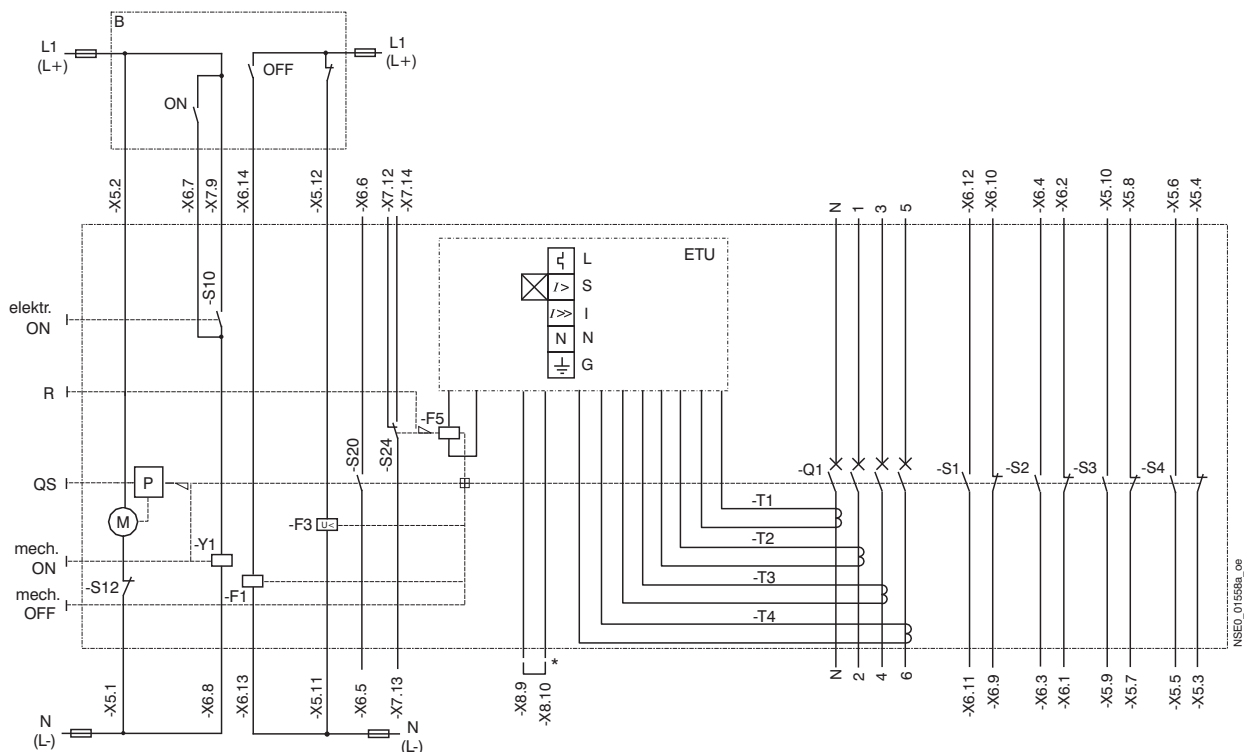 B
L1
(L+)
L1
(L+)
OFF
ON
-X5.2
-X6.7
-X7.9
-X6.14
-X5.12
-X6.6
-X7.12
-X7.14
N
1
3
5
-X6.12
-X6.10
-X6.4
-X6.2
-X5.10
-X5.8
-X5.6
-X5.4
ETU
L
I> S
I>> I
N N
G
-S10
elektr.
ON
R
-F5
-S20
-S24
QS
P
-Q1
-S1
-S2
-S3
-S4
M
-T1
-F3
U<
-T2
mech.
ON
-Y1
-S12
-F1
-T3
mech.
OFF
-T4
*
-X5.1
-X6.8
-X6.13
-X5.11
-X6.5
-X7.13
-X8.9
-X8.10
N
2
4
6
-X6.11
-X6.9
-X6.3
-X6.1
-X5.9
-X5.7
-X5.5
-X5.3
N
(L-)
N
(L-)
NSE0_01558a_oe